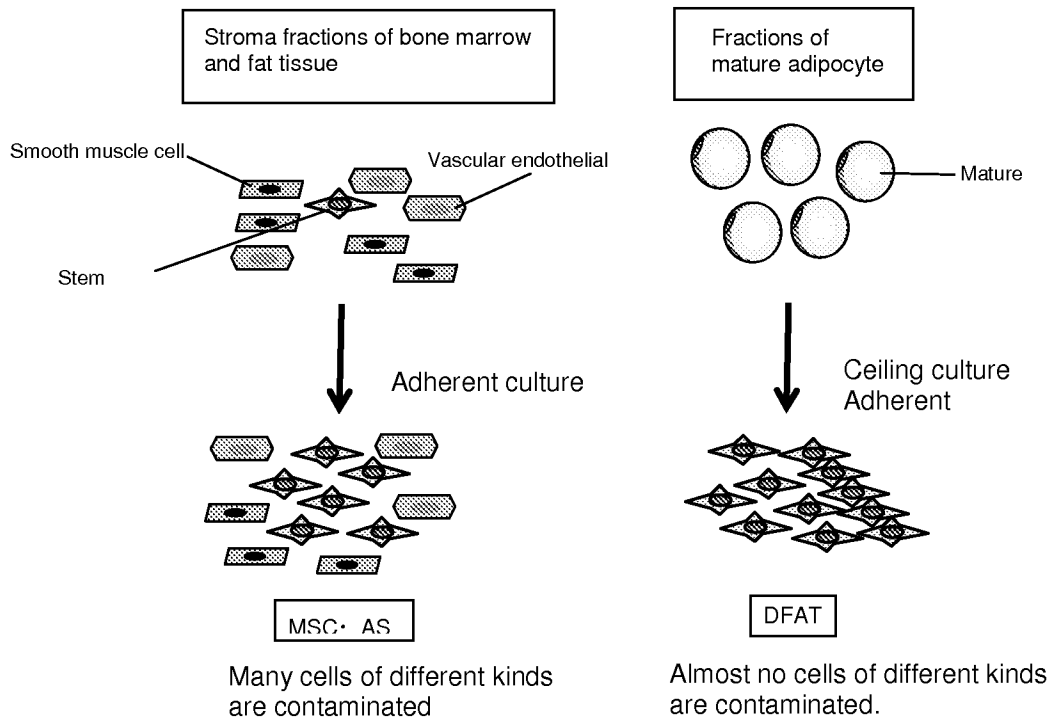 Stroma fractions of bone marrow
and fat tissue
Fractions of
mature adipocyte
Smooth muscle cell
Vascular endothelial
Mature
Stem
Adherent culture
Ceiling culture
Adherent
MSC・ AS
DFAT
Many cells of different kinds
are contaminated
Almost no cells of different kinds
are contaminated.